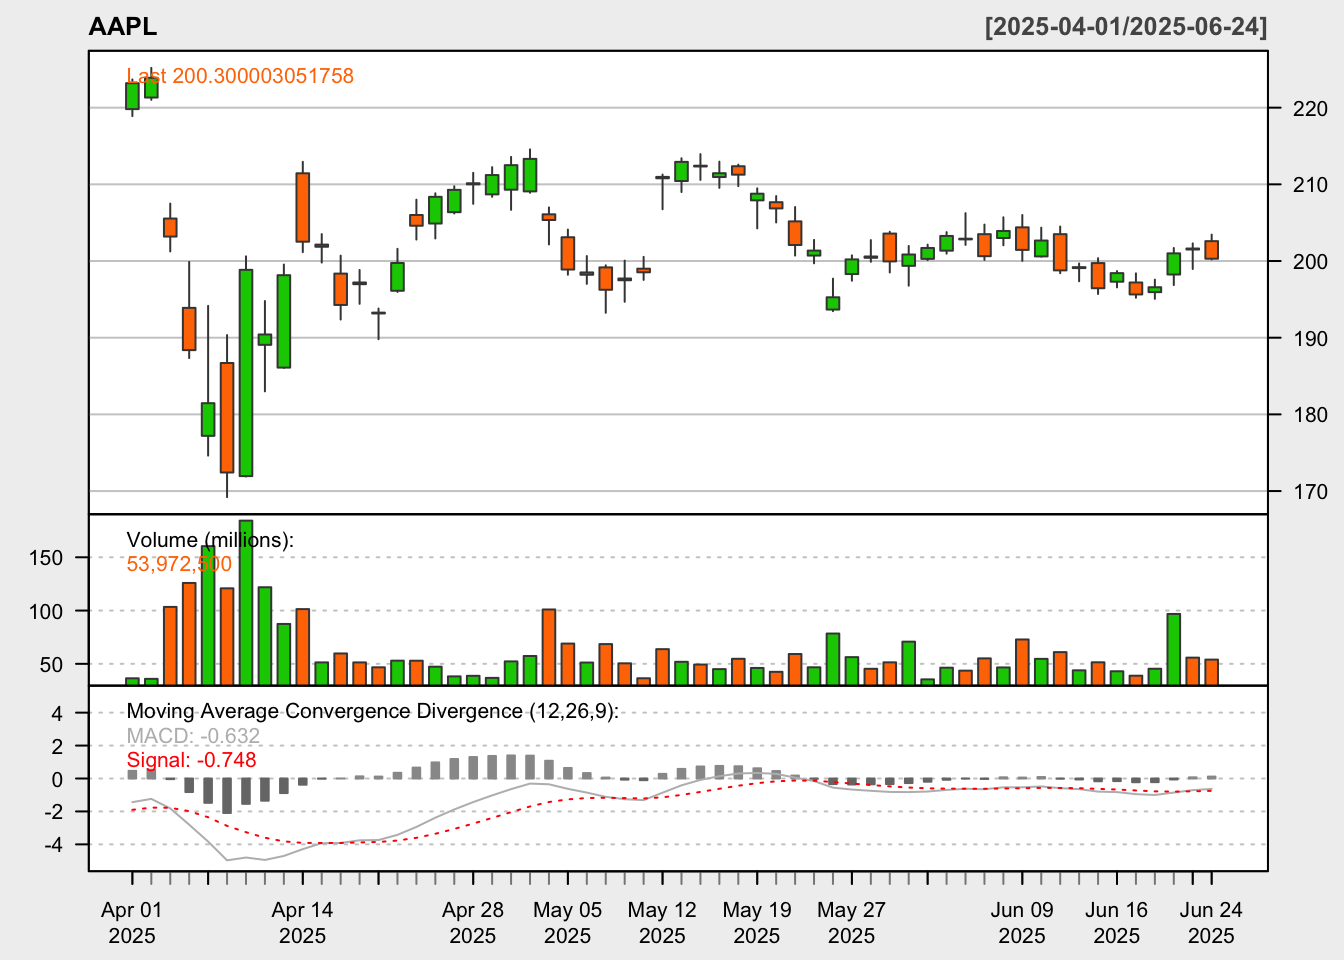 AAPL
[2025-04-01/2025-06-24]
Last 200.300003051758
220
210
200
190
180
170
Volume (millions):
53,972,500
150
100
50
Moving Average Convergence Divergence (12,26,9):
MACD: -0.632
Signal: -0.748
4
2
0
-2
-4
Apr 01 Apr 14 Apr 28 May 05 May 12 May 19 May 27 Jun 09 Jun 16 Jun 24
2025 2025 2025 2025 2025 2025 2025 2025 2025 2025